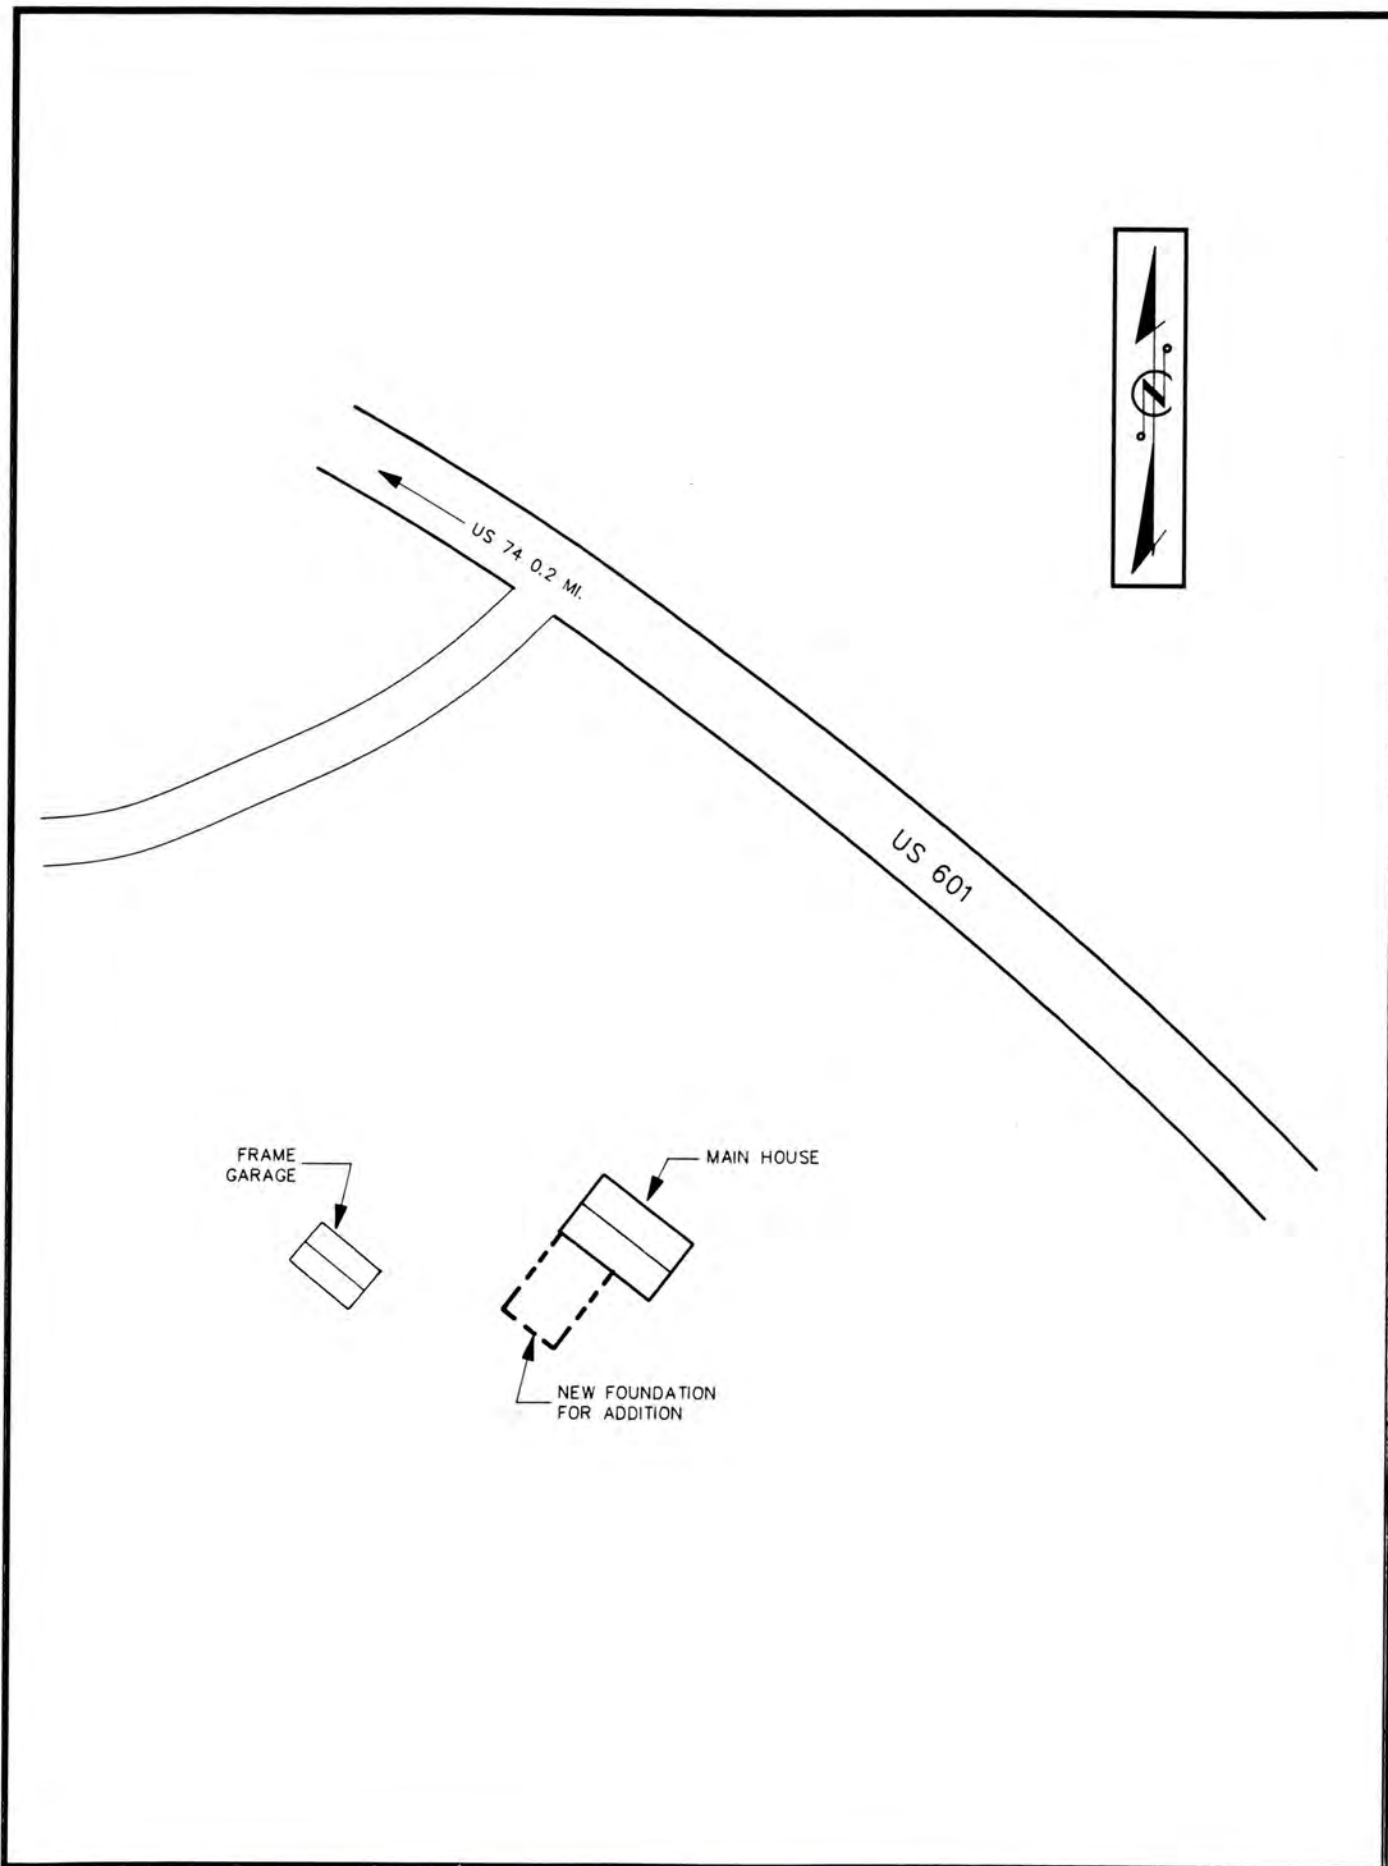 N
US 74 0.2 MI.
US 601
FRAME
GARAGE
MAIN HOUSE
NEW FOUNDATION
FOR ADDITION